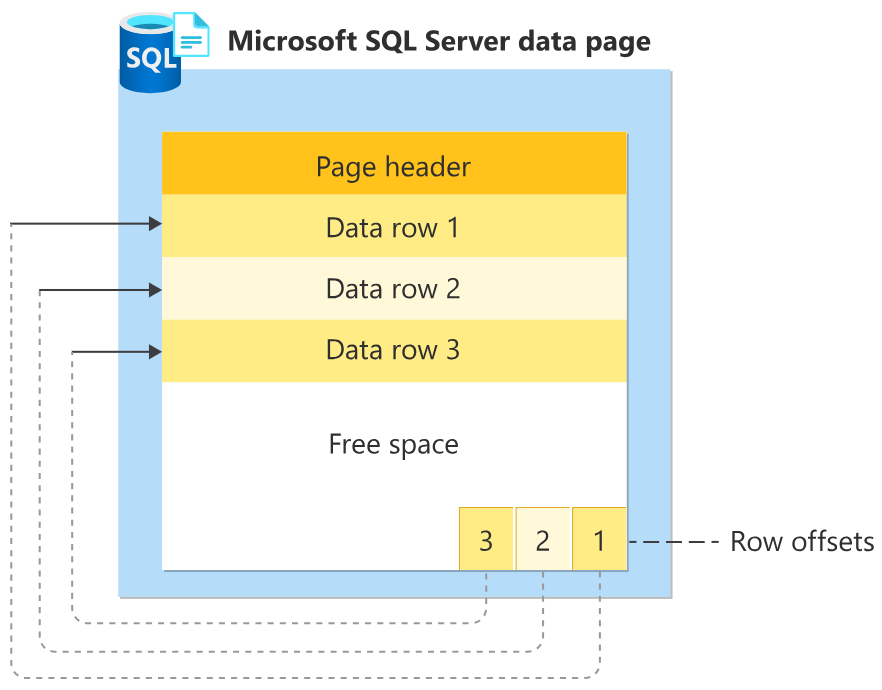 SQL
Microsoft SQL Server data page
Page header
Data row 1
Data row 2
Data row 3
Free space
3 2 1
Row offsets